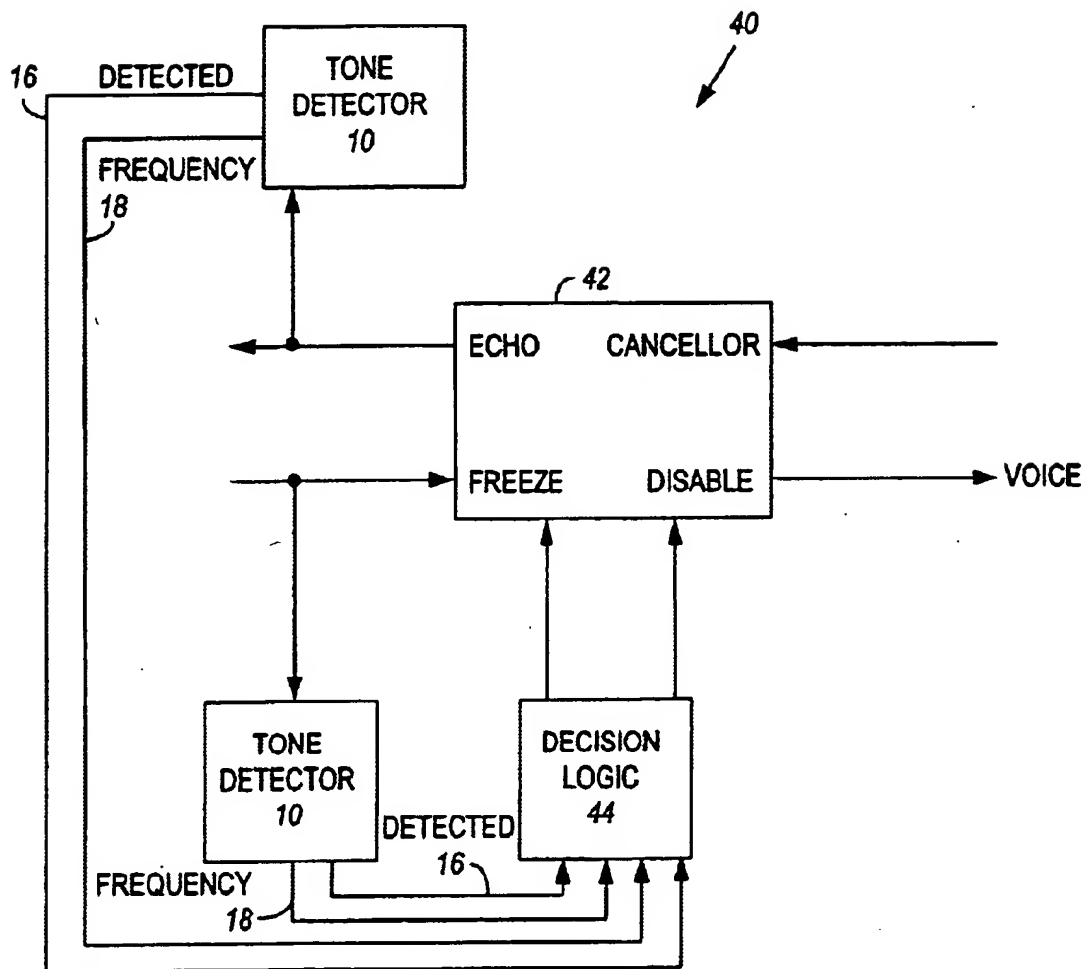 40
16
DETECTED
TONE
DETECTOR
10
FREQUENCY
18
42
ECHO CANCELLOR
FREEZE DISABLE
VOICE
TONE
DETECTOR
10
DECISION
LOGIC
44
DETECTED
16
FREQUENCY
18